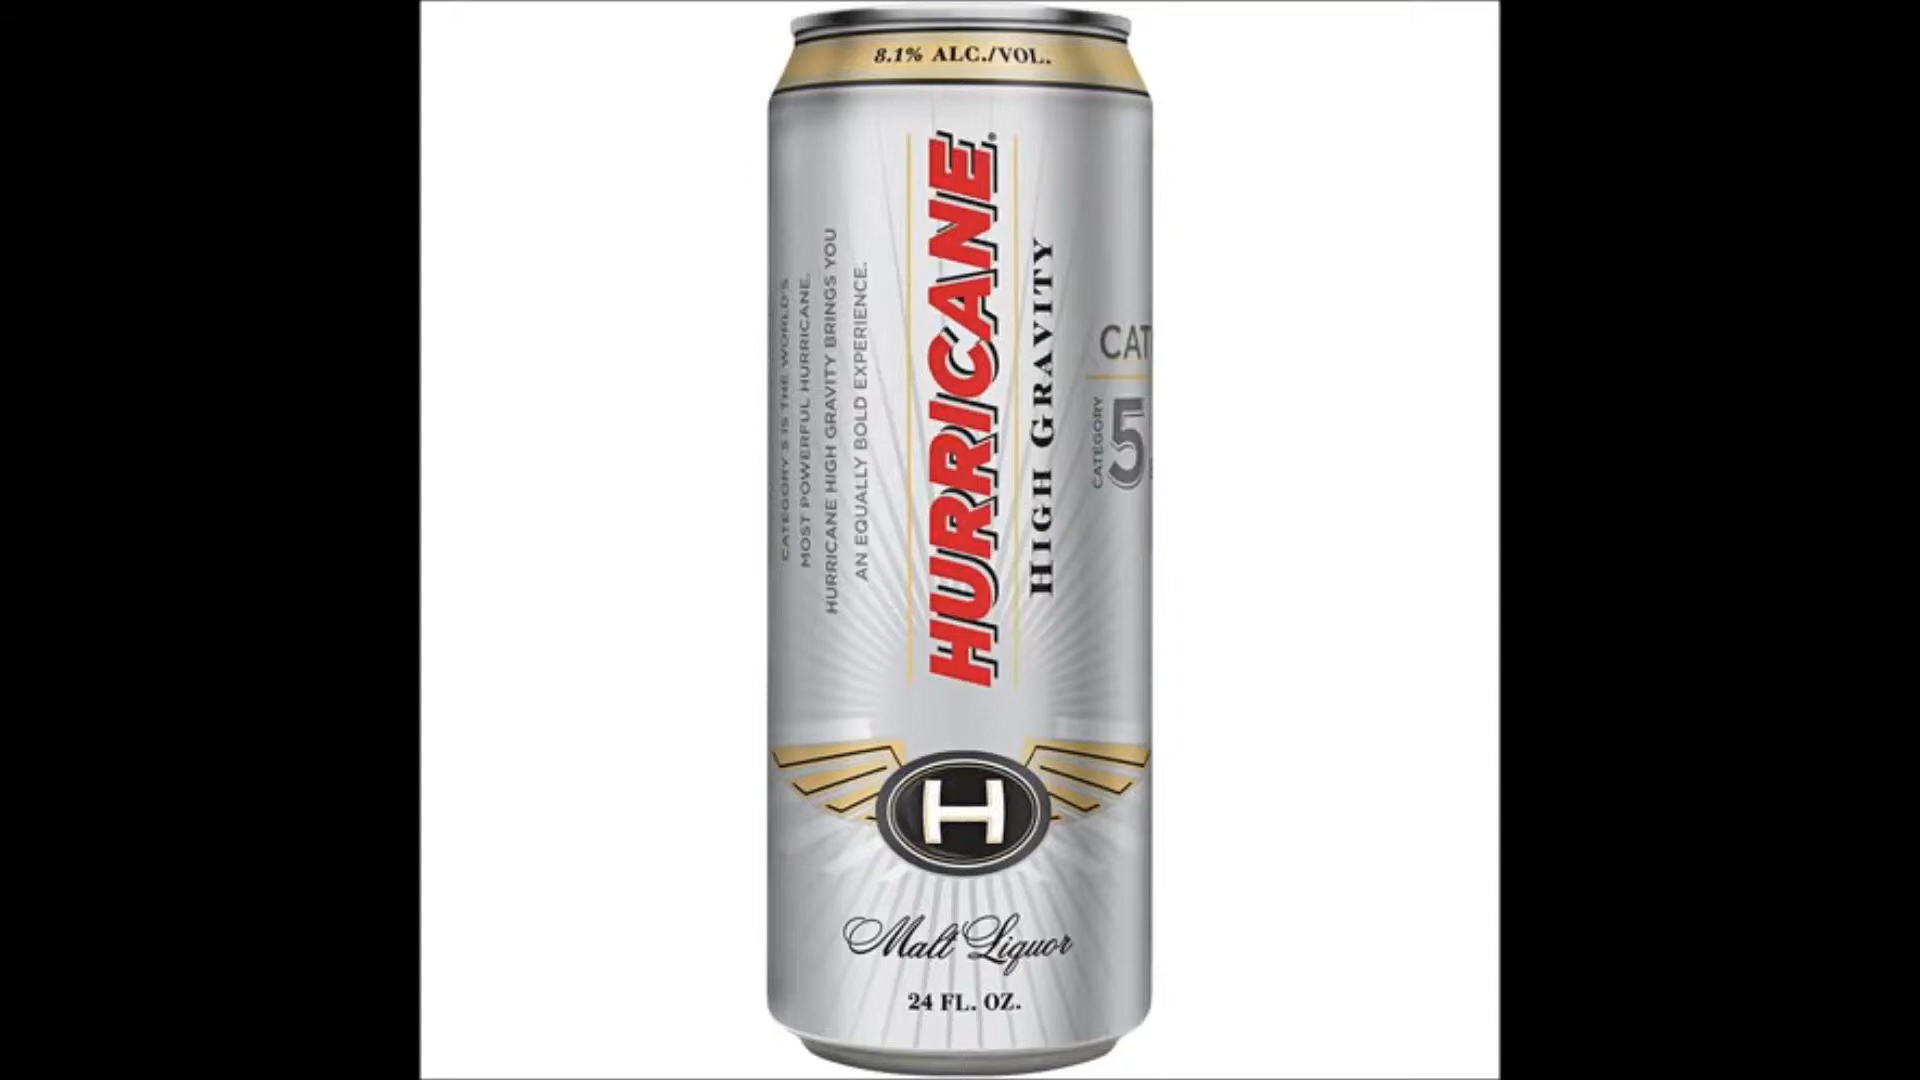 8.1% ALC./VOL.
CATEGORY 5 IS THE WORLD'S
MOST POWERFUL HURRICANE.
HURRICANE HIGH GRAVITY BRINGS YOU
AN EQUALLY BOLD EXPERIENCE.
HURRICANE®
HIGH GRAVITY
CAT
CATEGORY
5
H
Malt Liquor
24 FL. OZ.